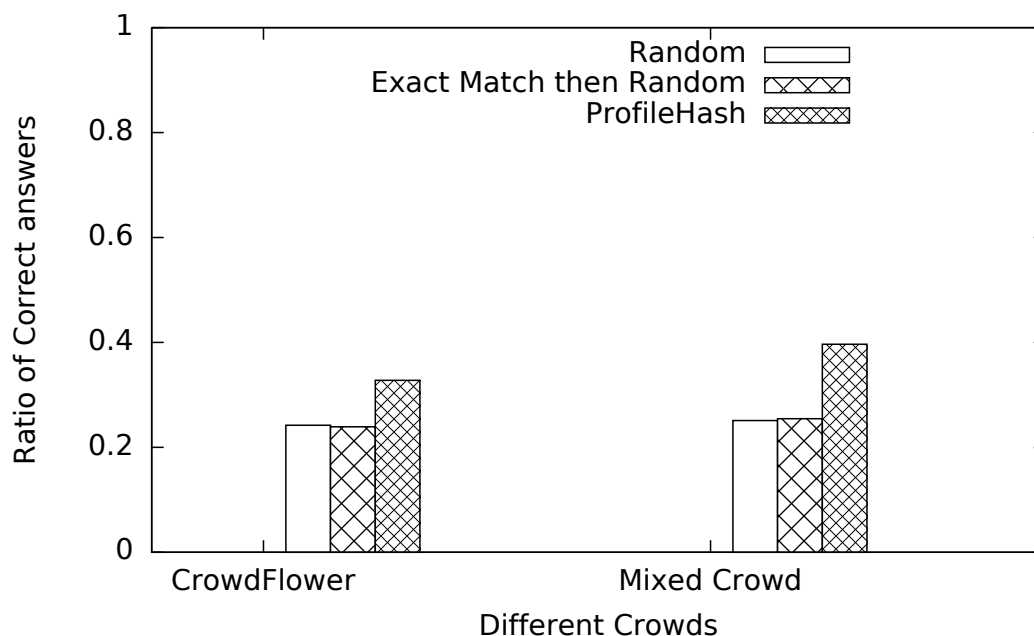 1
0.8
0.6
0.4
0.2
0
Ratio of Correct answers
Random
Exact Match then Random
ProfileHash
CrowdFlower
Mixed Crowd
Different Crowds